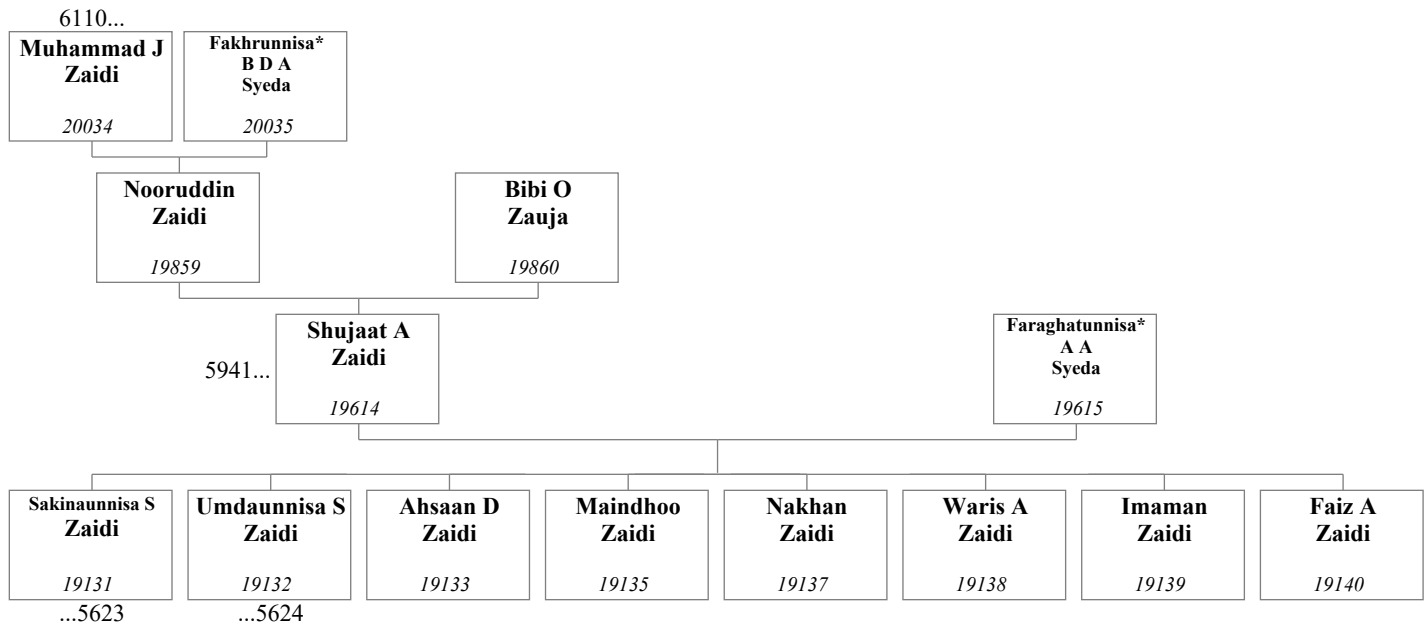 6110...
Muhammad J
Zaidi
20034
Fakhrunnisa*
B D A
Syeda
20035
Nooruddin
Zaidi
19859
Bibi O
Zauja
19860
5941...
Shujaat A
Zaidi
19614
Faraghatunnisa*
A A
Syeda
19615
Sakinaunnisa S
Zaidi
19131
...5623
Umdaunnisa S
Zaidi
19132
...5624
Ahsaan D
Zaidi
19133
Maindhoo
Zaidi
19135
Nakhan
Zaidi
19137
Waris A
Zaidi
19138
Imaman
Zaidi
19139
Faiz A
Zaidi
19140